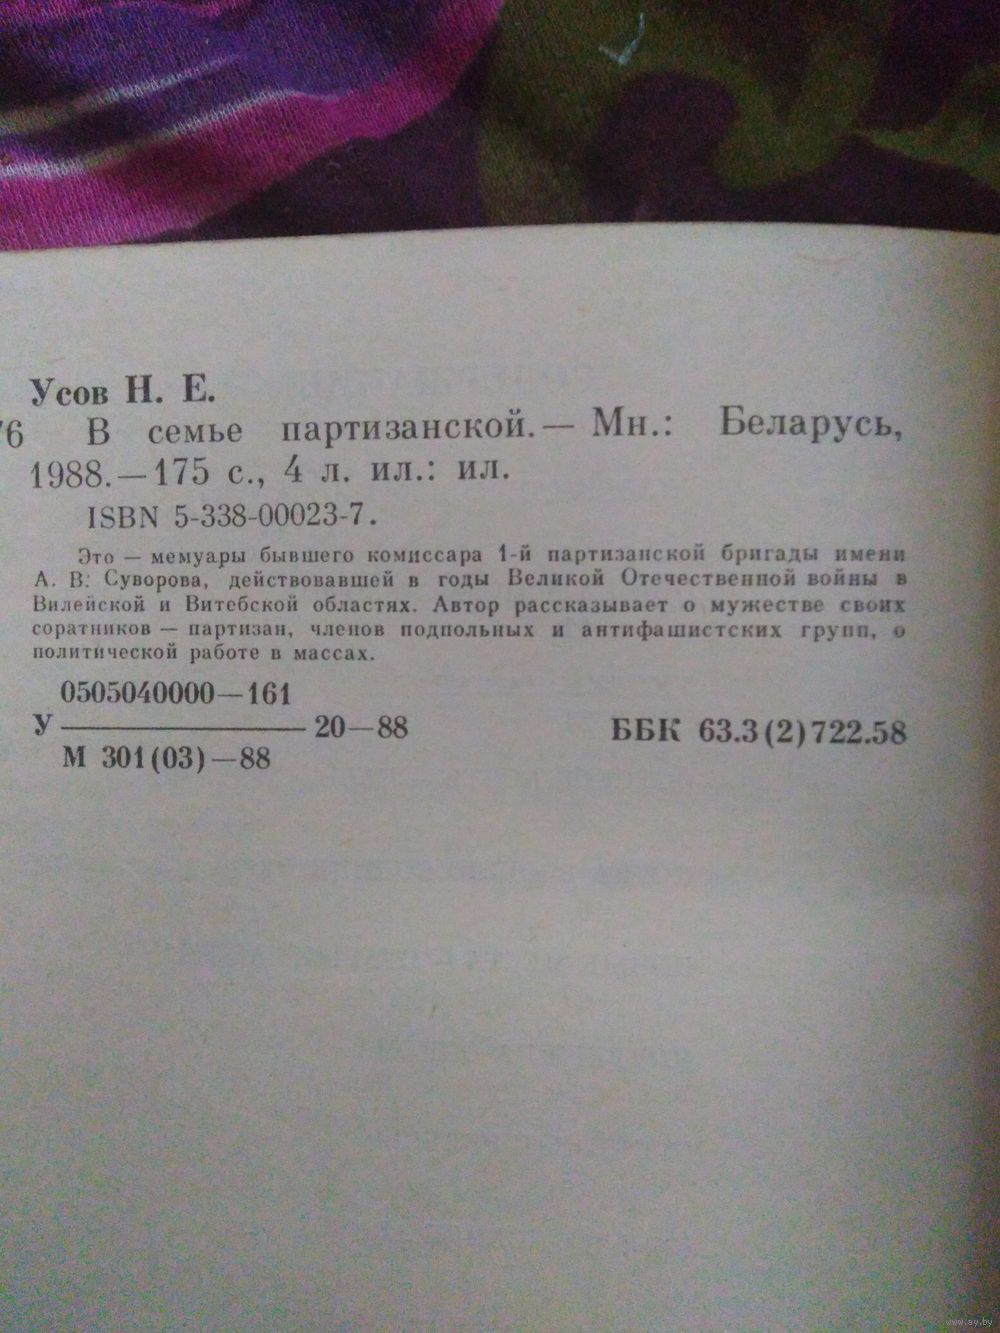 Усов Н. Е.
76 В семье партизанской.— Мн.: Беларусь,
1988.—175 с., 4 л. ил.: ил.
ISBN 5-338-00023-7.
Это — мемуары бывшего комиссара 1-й партизанской бригады имени
А. В. Суворова, действовавшей в годы Великой Отечественной войны в
Вилейской и Витебской областях. Автор рассказывает о мужестве своих
соратников — партизан, членов подпольных и антифашистских групп, о
политической работе в массах.
0505040000—161
У ———— 20—88 ББК 63.3(2)722.58
М 301(03)—88
www.ay.by